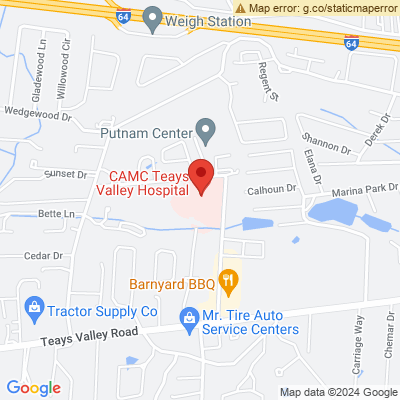 Map error: g.co/staticmaperror
64
Weigh Station
64
Gladewood Ln
Willowood Cir
Regent St
Wedgewood Dr
Putnam Center
Shannon Dr
Derek Dr
Elana Dr
CAMC Teays
Valley Hospital
Sunset Dr
Calhoun Dr
Marina Park Dr
Bette Ln
Cedar Dr
Barnyard BBQ
Tractor Supply Co
Mr. Tire Auto
Service Centers
Teays Valley Road
Carriage Way
Chemar Dr
Google
Map data ©2024 Google